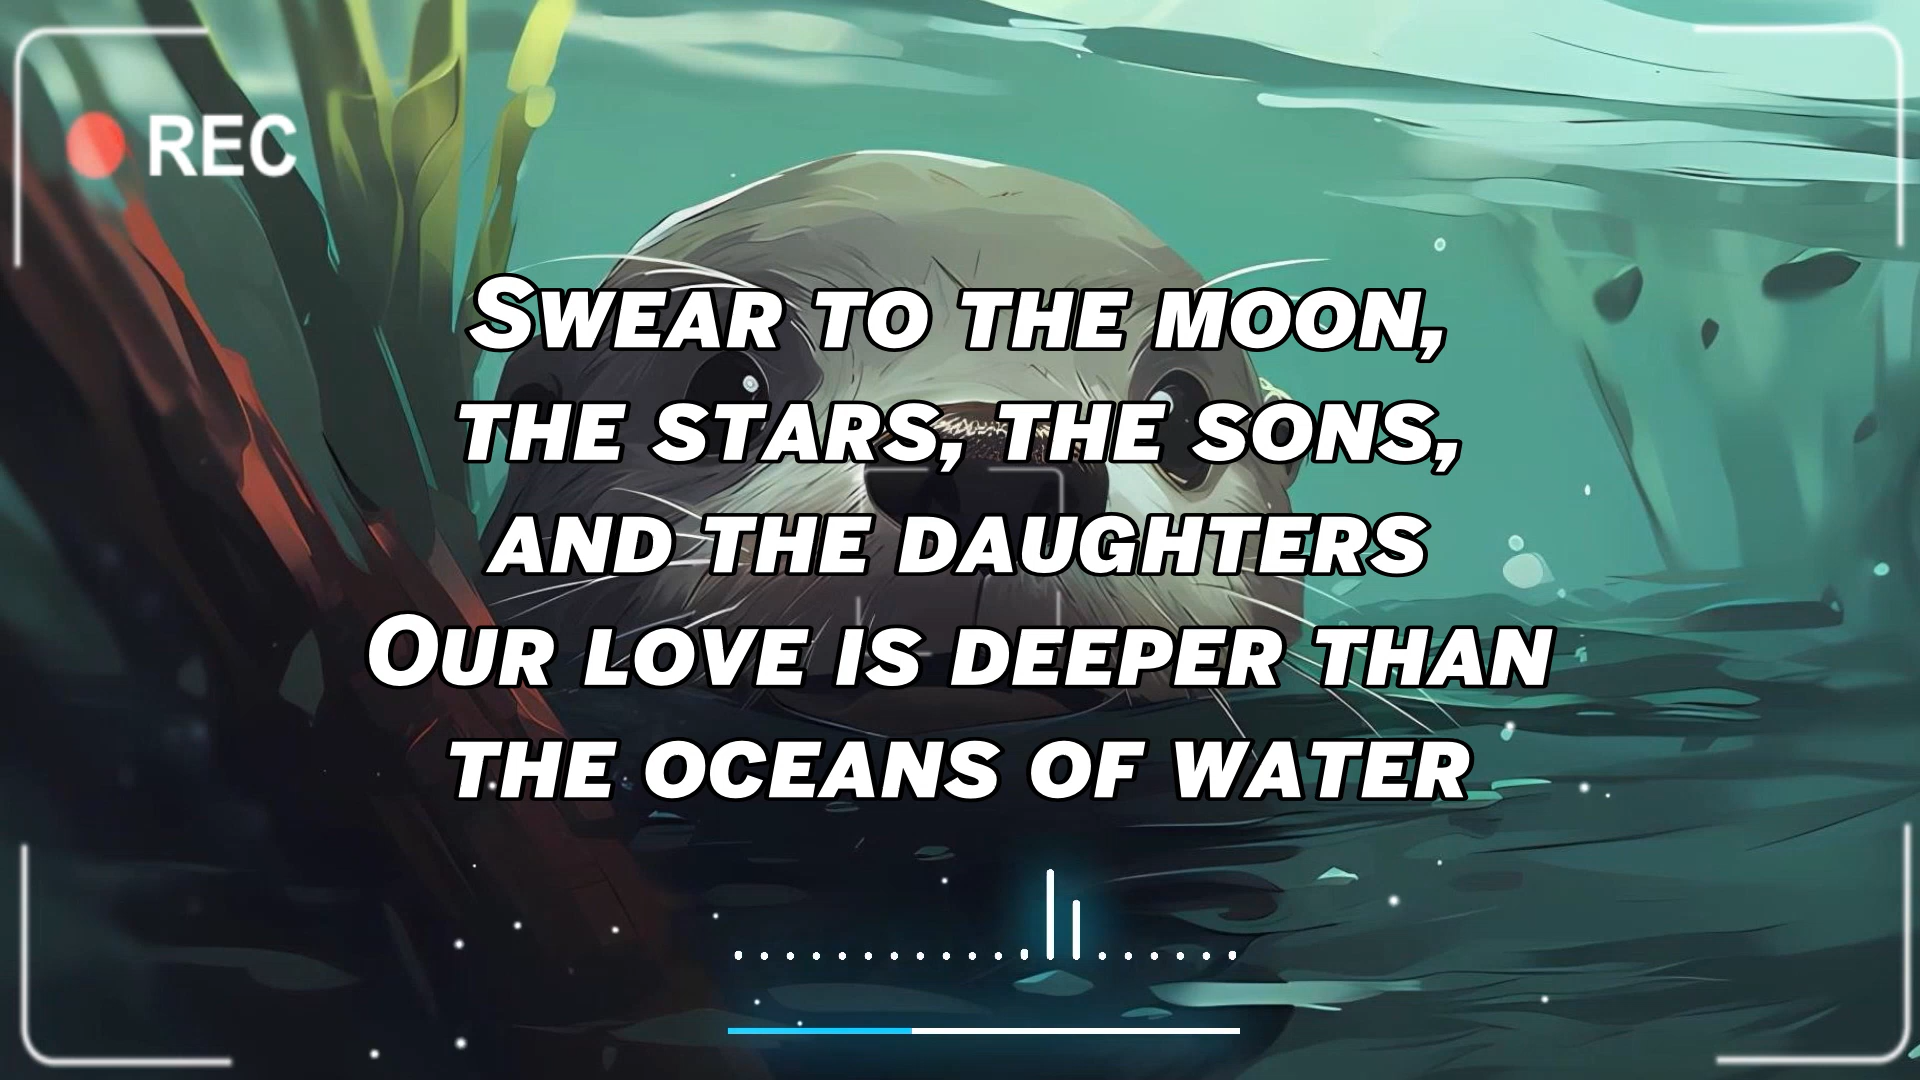 REC
Swear to the moon,
the stars, the sons,
and the daughters
Our love is deeper than
the oceans of water